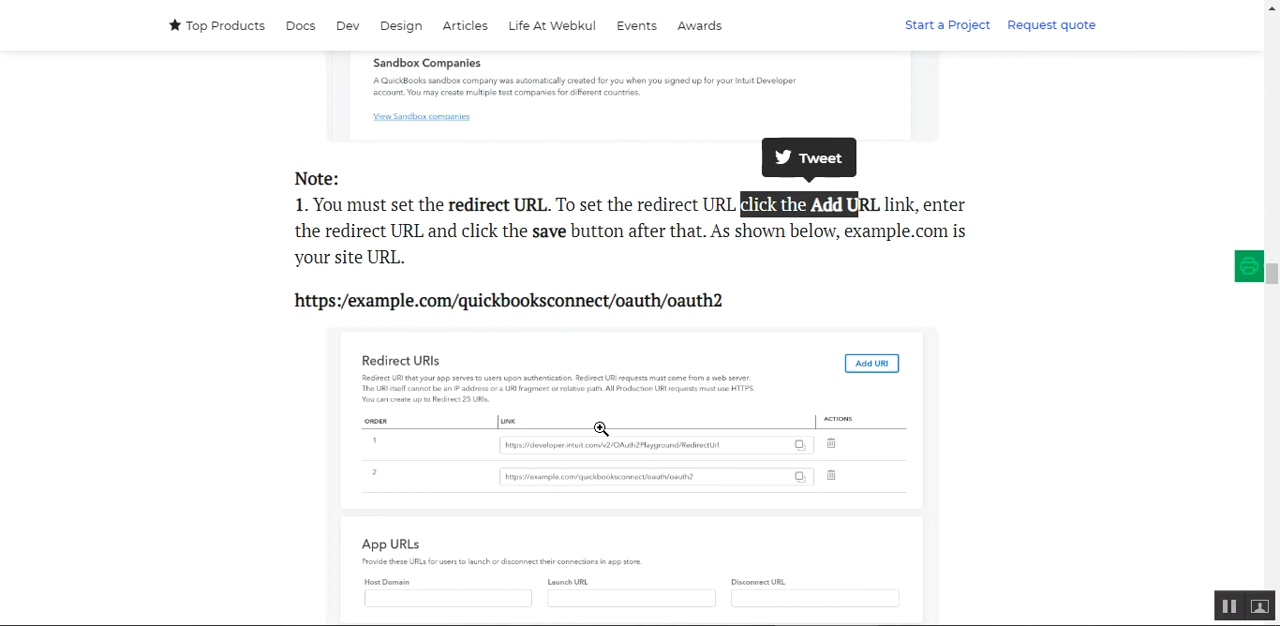 Top Products Docs Dev Design Articles Life At Webkul Events Awards Start a Project Request quote
Sandbox Companies
A QuickBooks sandbox company was automatically created for you when you signed up for your Intuit Developer
account. You may create multiple test companies for different countries.
View Sandbox companies
Tweet
Note:
1. You must set the redirect URL. To set the redirect URL click the Add URL link, enter
the redirect URL and click the save button after that. As shown below, example.com is
your site URL.
https:/example.com/quickbooksconnect/oauth/oauth2
Redirect URIs
Add URI
Redirect URI that your app serves to users upon authentication. Redirect URI requests must come from a web server.
The URI itself cannot be an IP address or a URI fragment or relative path. All Production URI requests must use HTTPS.
You can create up to Redirect 25 URIs.
ORDER LINK ACTIONS
1 https://developer.intuit.com/v2/OAuth2Playground/RedirectUrl
2 https://example.com/quickbooksconnect/oauth/oauth2
App URLs
Provide these URLs for users to launch or disconnect their connections in app store.
Host Domain Launch URL Disconnect URL